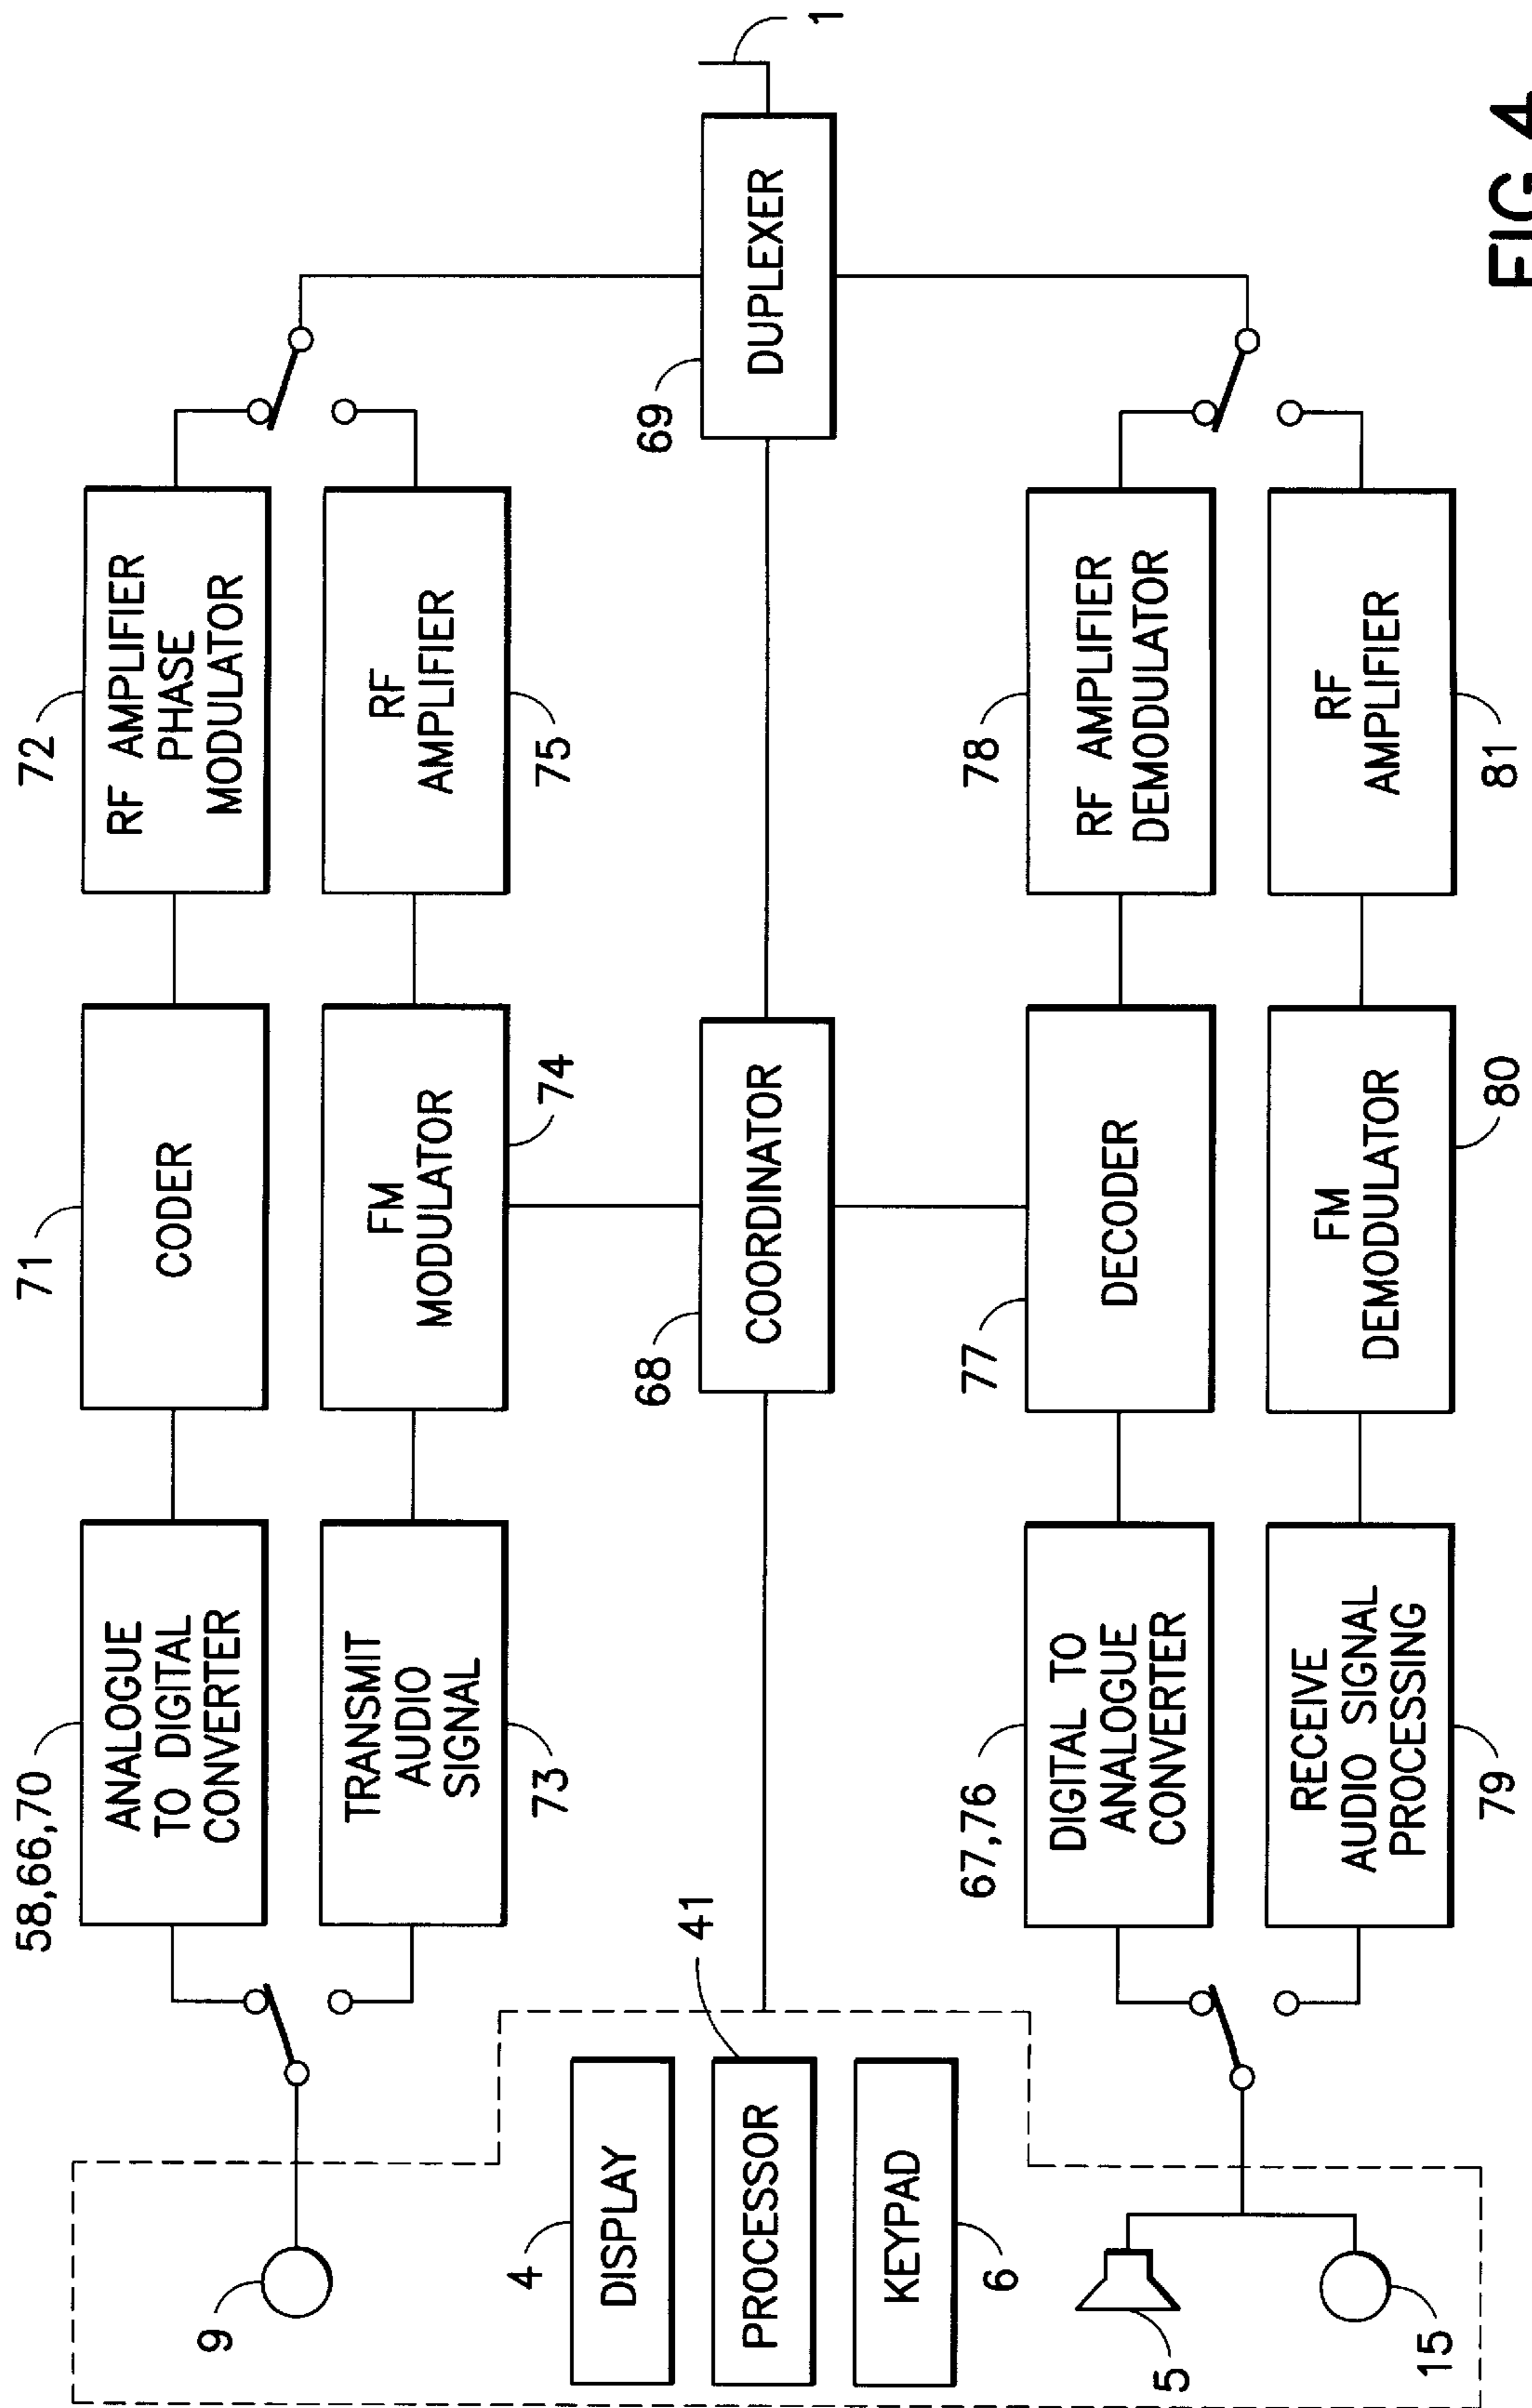 58,66,70
ANALOGUE
TO DIGITAL
CONVERTER
71
CODER
72
RF AMPLIFIER
PHASE
MODULATOR
9
TRANSMIT
AUDIO
SIGNAL
73
FM
MODULATOR
74
RF
AMPLIFIER
75
4
DISPLAY
41
PROCESSOR
KEYPAD
6
68
COORDINATOR
69
DUPLEXER
1
67,76
DIGITAL TO
ANALOGUE
CONVERTER
77
DECODER
78
RF AMPLIFIER
DEMODULATOR
5
15
RECEIVE
AUDIO SIGNAL
PROCESSING
79
FM
DEMODULATOR
80
RF
AMPLIFIER
81
FIG.4